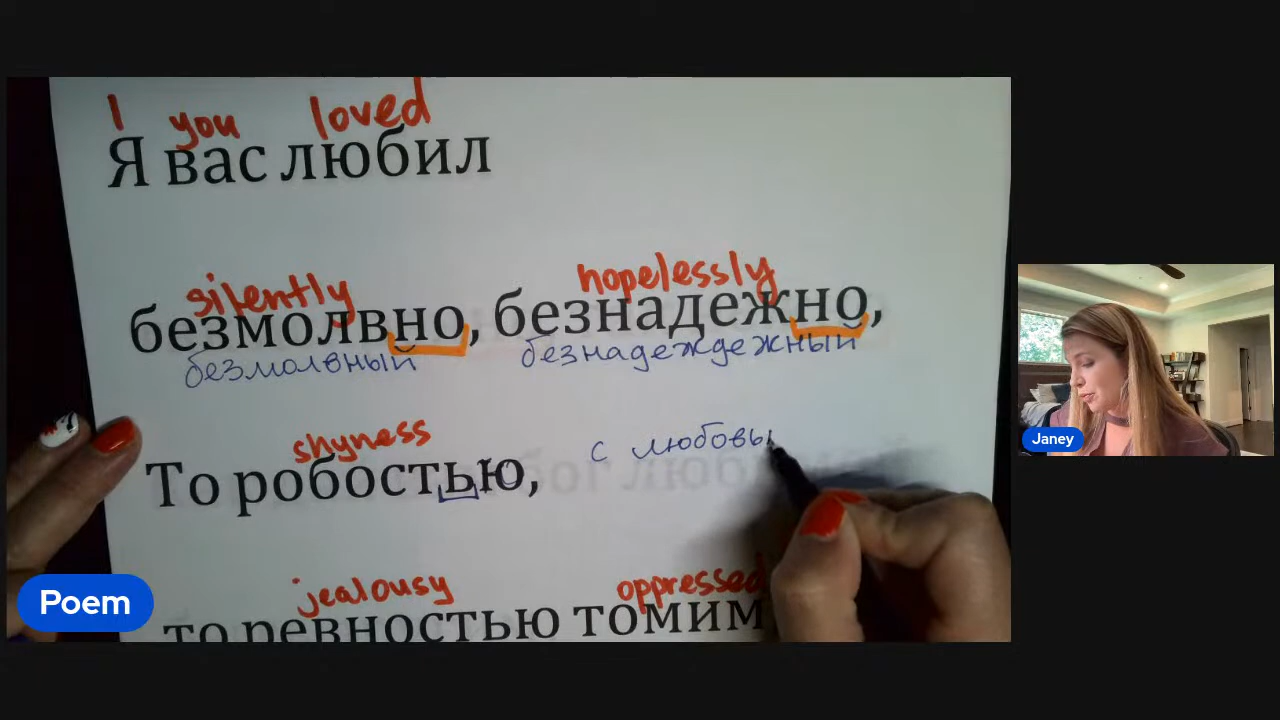 I you loved
Я вас любил
silently hopelessly
безмолвно, безнадежно,
безмолвный безнадеждежный
shyness
То робостью, с любовь
jealousy oppressed
то ревностью томим
Poem
Janey